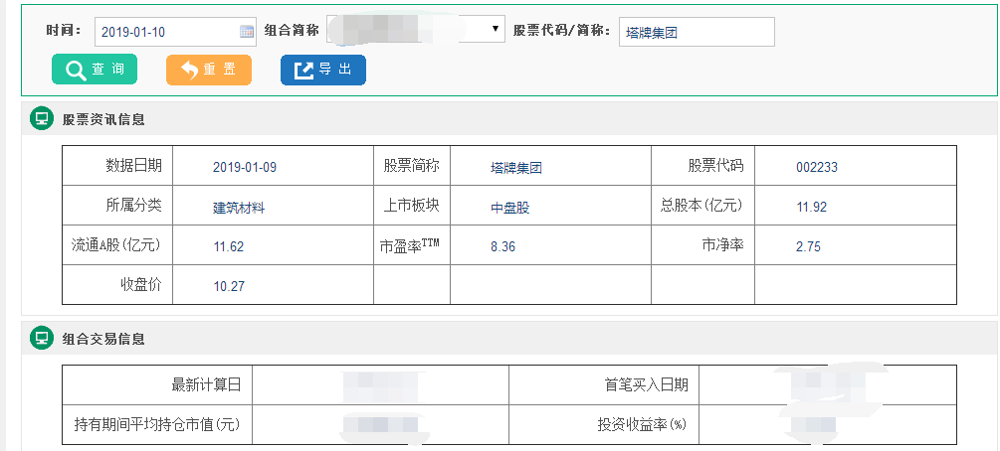 时间： 2019-01-10 组合简称 股票代码/简称： 塔牌集团
查 询 重 置 导 出
股票资讯信息
数据日期 2019-01-09 股票简称 塔牌集团 股票代码 002233
所属分类 建筑材料 上市板块 中盘股 总股本(亿元) 11.92
流通A股(亿元) 11.62 市盈率TTM 8.36 市净率 2.75
收盘价 10.27
组合交易信息
最新计算日 首笔买入日期
持有期间平均持仓市值(元) 投资收益率(%)